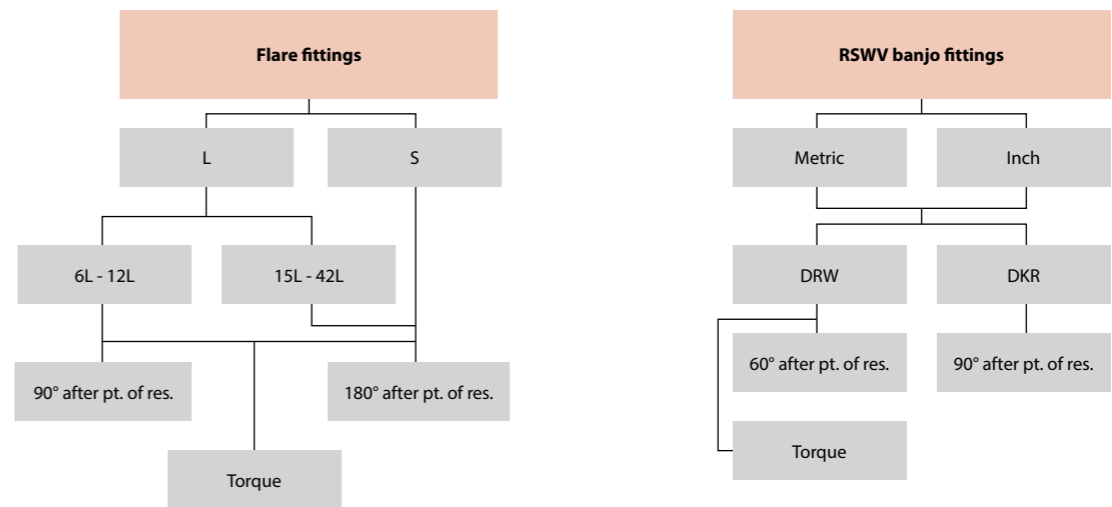 Flare fittings
L
S
6L - 12L
15L - 42L
90° after pt. of res.
180° after pt. of res.
Torque
RSWV banjo fittings
Metric
Inch
DRW
DKR
60° after pt. of res.
90° after pt. of res.
Torque